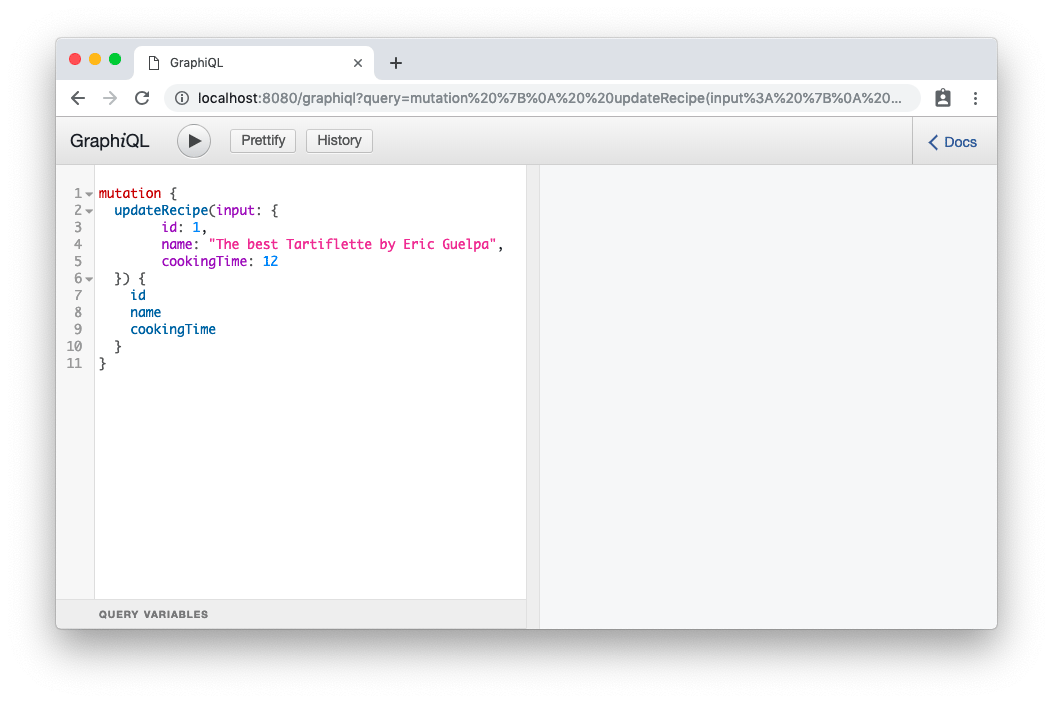 GraphiQL
localhost:8080/graphiql?query=mutation%20%7B%0A%20%20updateRecipe(input%3A%20%7B%0A%20...
GraphiQL Prettify History Docs
1 mutation {
2 updateRecipe(input: {
3 id: 1,
4 name: "The best Tartiflette by Eric Guelpa",
5 cookingTime: 12
6 }) {
7 id
8 name
9 cookingTime
10 }
11 }
QUERY VARIABLES